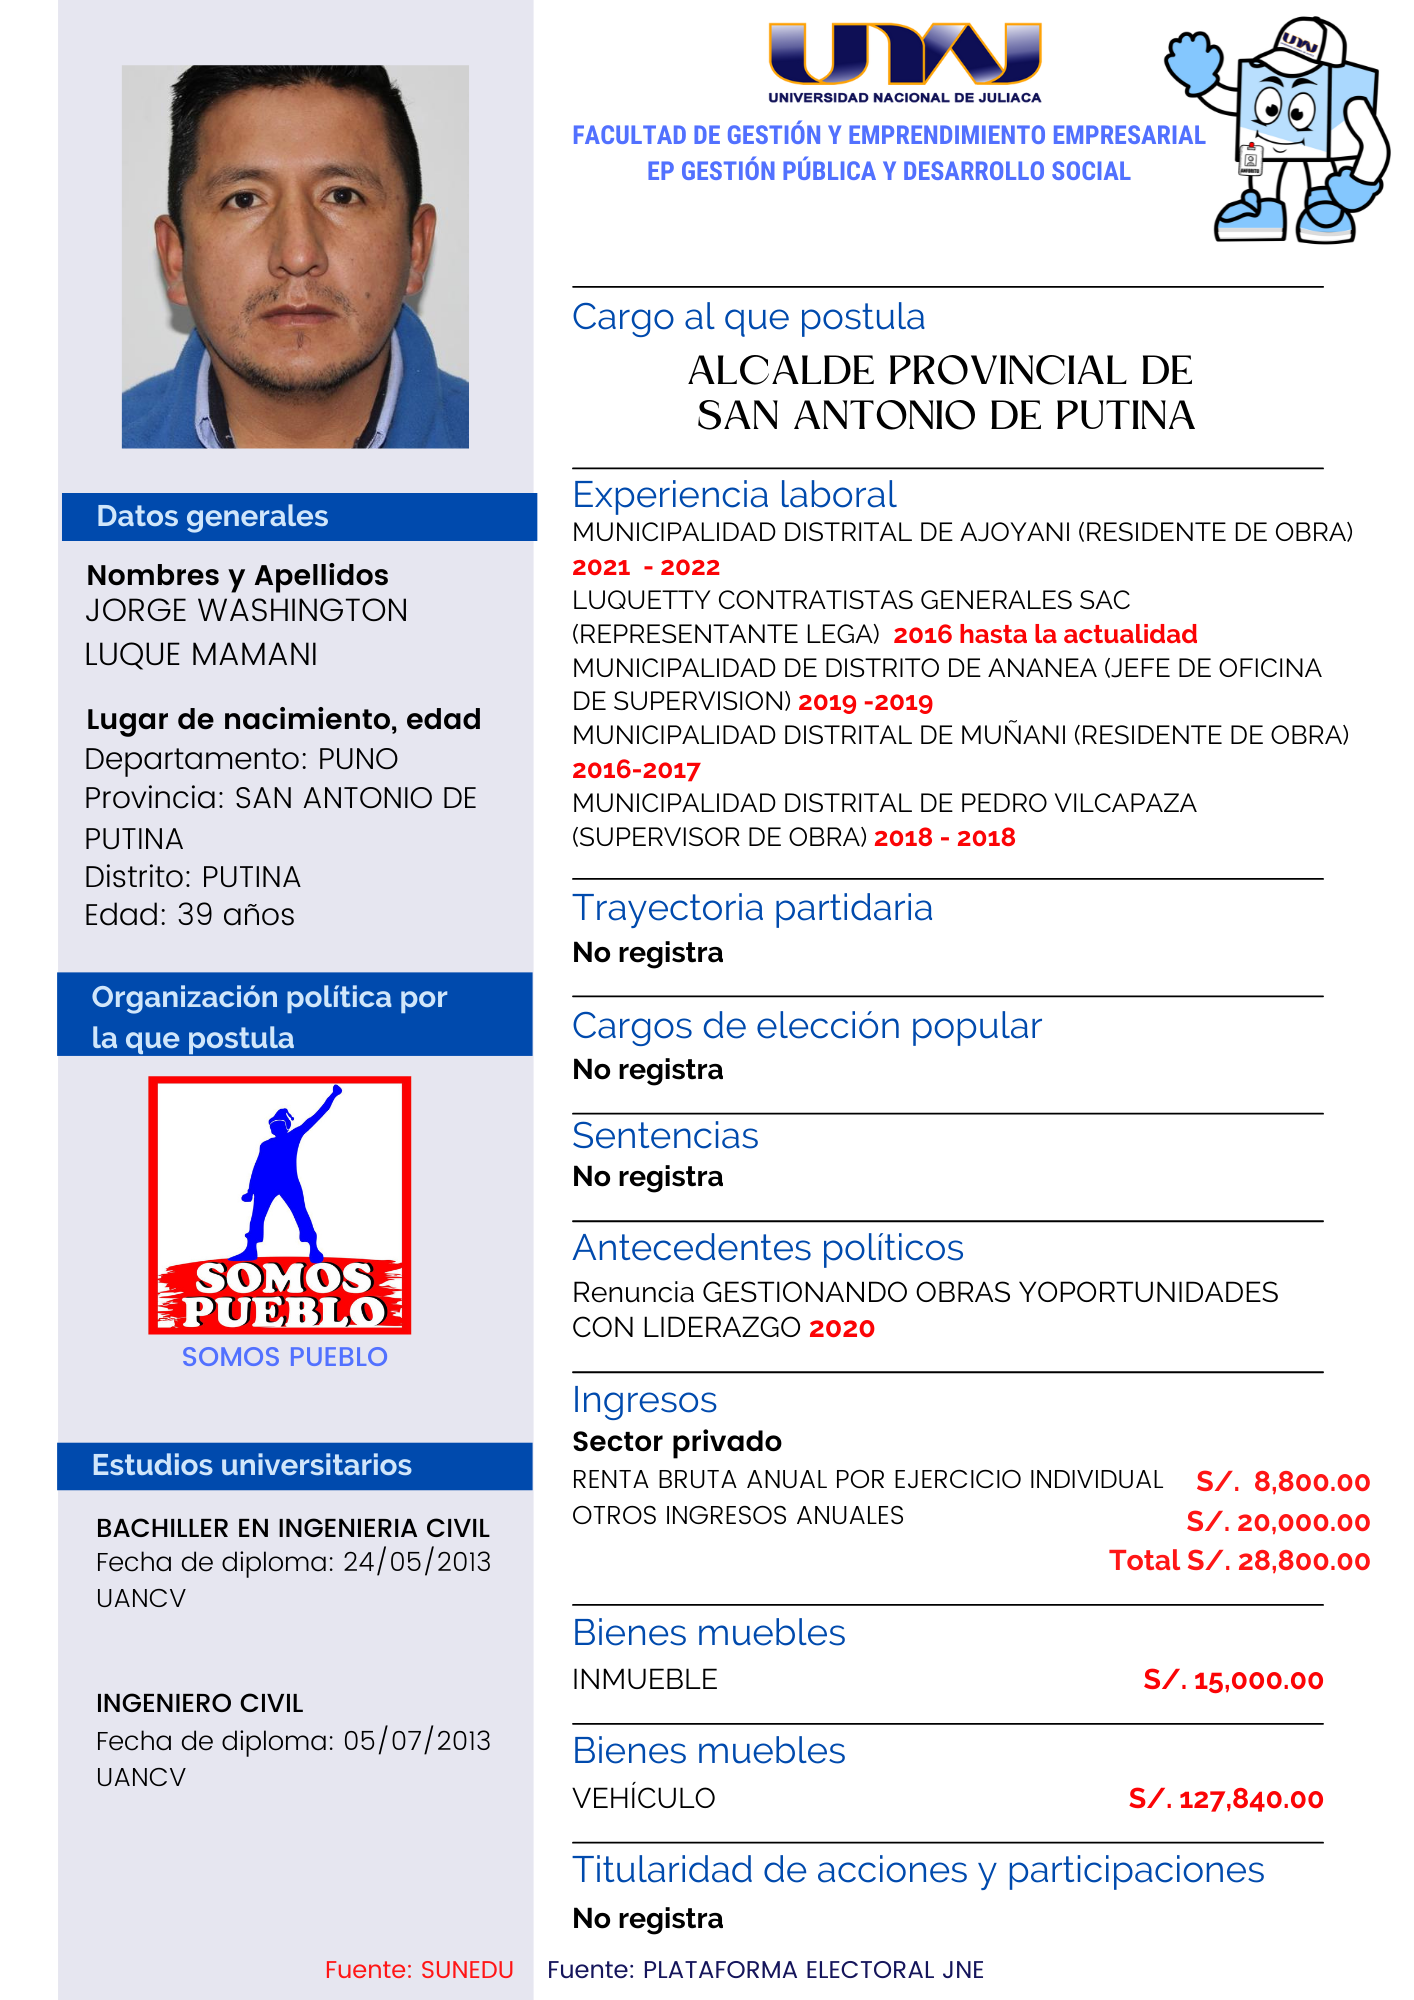 UNAJ
UNIVERSIDAD NACIONAL DE JULIACA
FACULTAD DE GESTIÓN Y EMPRENDIMIENTO EMPRESARIAL
EP GESTIÓN PÚBLICA Y DESARROLLO SOCIAL
UNAJ
Datos generales
Nombres y Apellidos
JORGE WASHINGTON
LUQUE MAMANI
Lugar de nacimiento, edad
Departamento: PUNO
Provincia: SAN ANTONIO DE
PUTINA
Distrito: PUTINA
Edad: 39 años
Organización política por
la que postula
SOMOS
PUEBLO
SOMOS PUEBLO
Estudios universitarios
BACHILLER EN INGENIERIA CIVIL
Fecha de diploma: 24/05/2013
UANCV
INGENIERO CIVIL
Fecha de diploma: 05/07/2013
UANCV
Cargo al que postula
ALCALDE PROVINCIAL DE
SAN ANTONIO DE PUTINA
Experiencia laboral
MUNICIPALIDAD DISTRITAL DE AJOYANI (RESIDENTE DE OBRA)
2021 - 2022
LUQUETTY CONTRATISTAS GENERALES SAC
(REPRESENTANTE LEGA) 2016 hasta la actualidad
MUNICIPALIDAD DE DISTRITO DE ANANEA (JEFE DE OFICINA
DE SUPERVISION) 2019 -2019
MUNICIPALIDAD DISTRITAL DE MUÑANI (RESIDENTE DE OBRA)
2016-2017
MUNICIPALIDAD DISTRITAL DE PEDRO VILCAPAZA
(SUPERVISOR DE OBRA) 2018 - 2018
Trayectoria partidaria
No registra
Cargos de elección popular
No registra
Sentencias
No registra
Antecedentes políticos
Renuncia GESTIONANDO OBRAS YOPORTUNIDADES
CON LIDERAZGO 2020
Ingresos
Sector privado
RENTA BRUTA ANUAL POR EJERCICIO INDIVIDUAL S/. 8,800.00
OTROS INGRESOS ANUALES S/. 20,000.00
Total S/. 28,800.00
Bienes muebles
INMUEBLE S/. 15,000.00
Bienes muebles
VEHÍCULO S/. 127,840.00
Titularidad de acciones y participaciones
No registra
Fuente: SUNEDU Fuente: PLATAFORMA ELECTORAL JNE